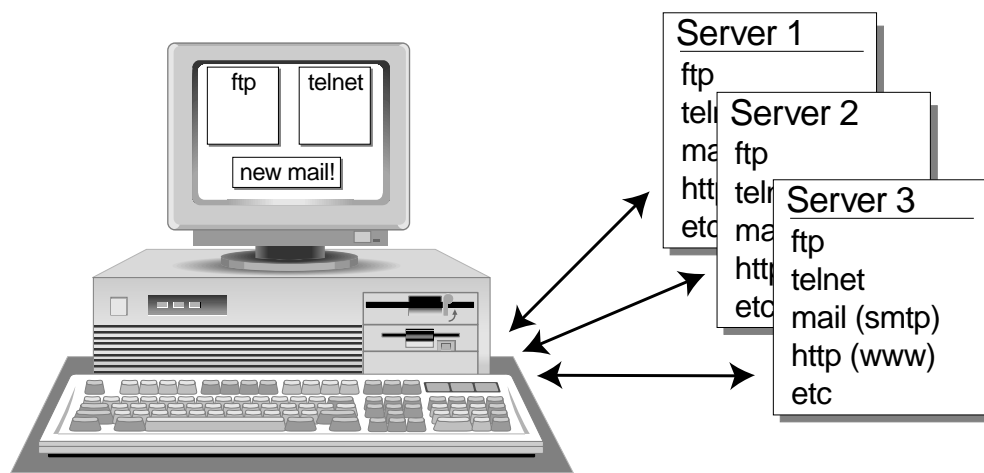 ftp
telnet
new mail!
Server 1
ftp
etc
Server 2
ftp
etc
Server 3
ftp
telnet
mail (smtp)
http (www)
etc